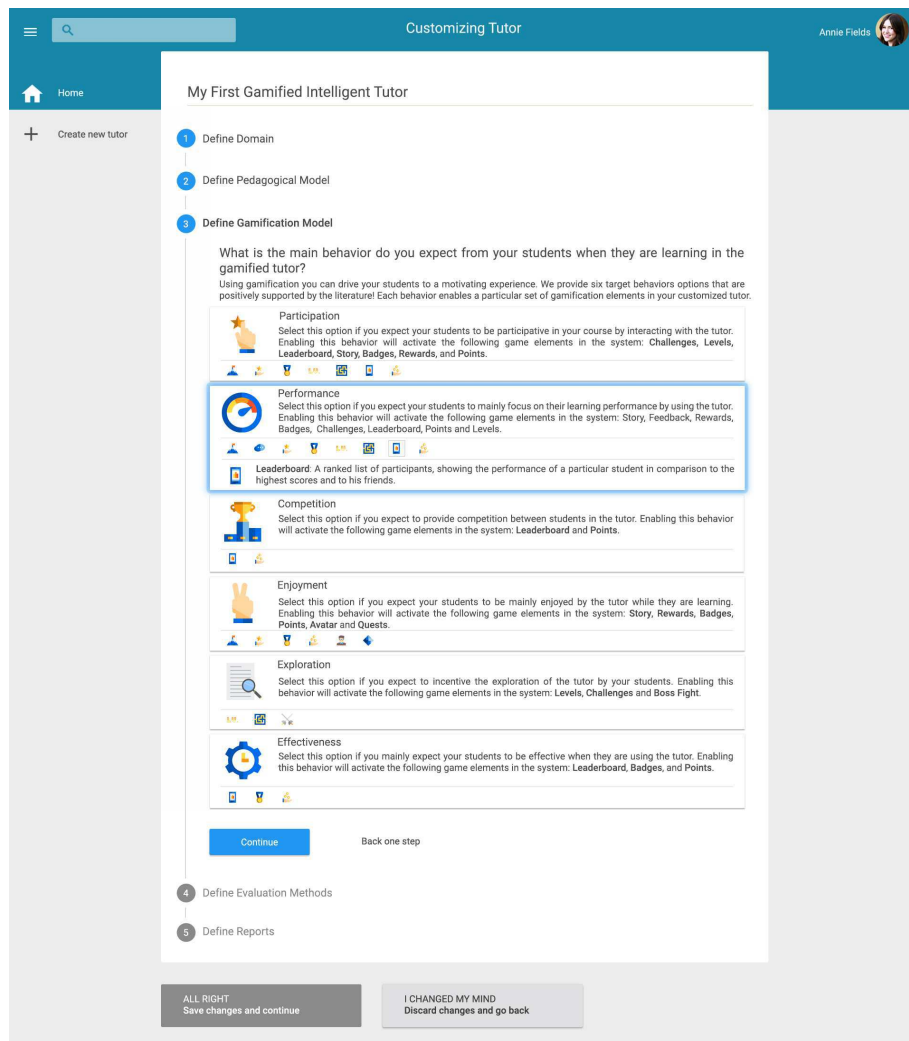 Customizing Tutor
Annie Fields
Home
My First Gamified Intelligent Tutor
Create new tutor
1 Define Domain
2 Define Pedagogical Model
3 Define Gamification Model
What is the main behavior do you expect from your students when they are learning in the
gamified tutor?
Using gamification you can drive your students to a motivating experience. We provide six target behaviors options that are
positively supported by the literature! Each behavior enables a particular set of gamification elements in your customized tutor.
Participation
Select this option if you expect your students to be participative in your course by interacting with the tutor.
Enabling this behavior will activate the following game elements in the system: Challenges, Levels,
Leaderboard, Story, Badges, Rewards, and Points.
Performance
Select this option if you expect your students to mainly focus on their learning performance by using the tutor.
Enabling this behavior will activate the following game elements in the system: Story, Feedback, Rewards,
Badges, Challenges, Leaderboard, Points and Levels.
Leaderboard: A ranked list of participants, showing the performance of a particular student in comparison to the
highest scores and to his friends.
Competition
Select this option if you expect to provide competition between students in the tutor. Enabling this behavior
will activate the following game elements in the system: Leaderboard and Points.
Enjoyment
Select this option if you expect your students to be mainly enjoyed by the tutor while they are learning.
Enabling this behavior will activate the following game elements in the system: Story, Rewards, Badges,
Points, Avatar and Quests.
Exploration
Select this option if you expect to incentive the exploration of the tutor by your students. Enabling this
behavior will activate the following game elements in the system: Levels, Challenges and Boss Fight.
Effectiveness
Select this option if you mainly expect your students to be effective when they are using the tutor. Enabling
this behavior will activate the following game elements in the system: Leaderboard, Badges, and Points.
Continue
Back one step
4 Define Evaluation Methods
5 Define Reports
ALL RIGHT
Save changes and continue
I CHANGED MY MIND
Discard changes and go back